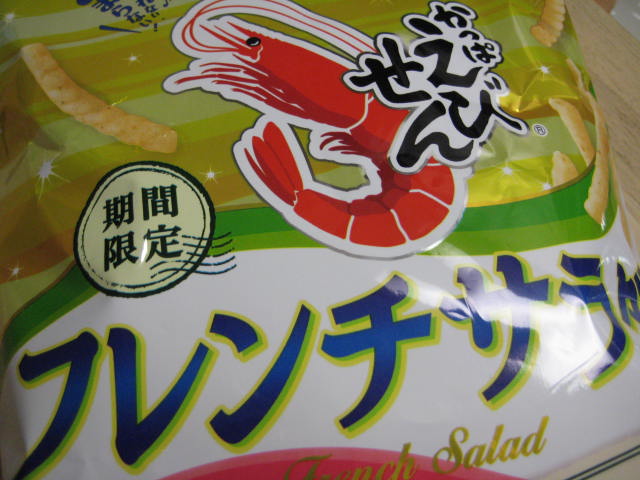 かっぱ
えびせん
®
期間
限定
フレンチサラ
French Salad